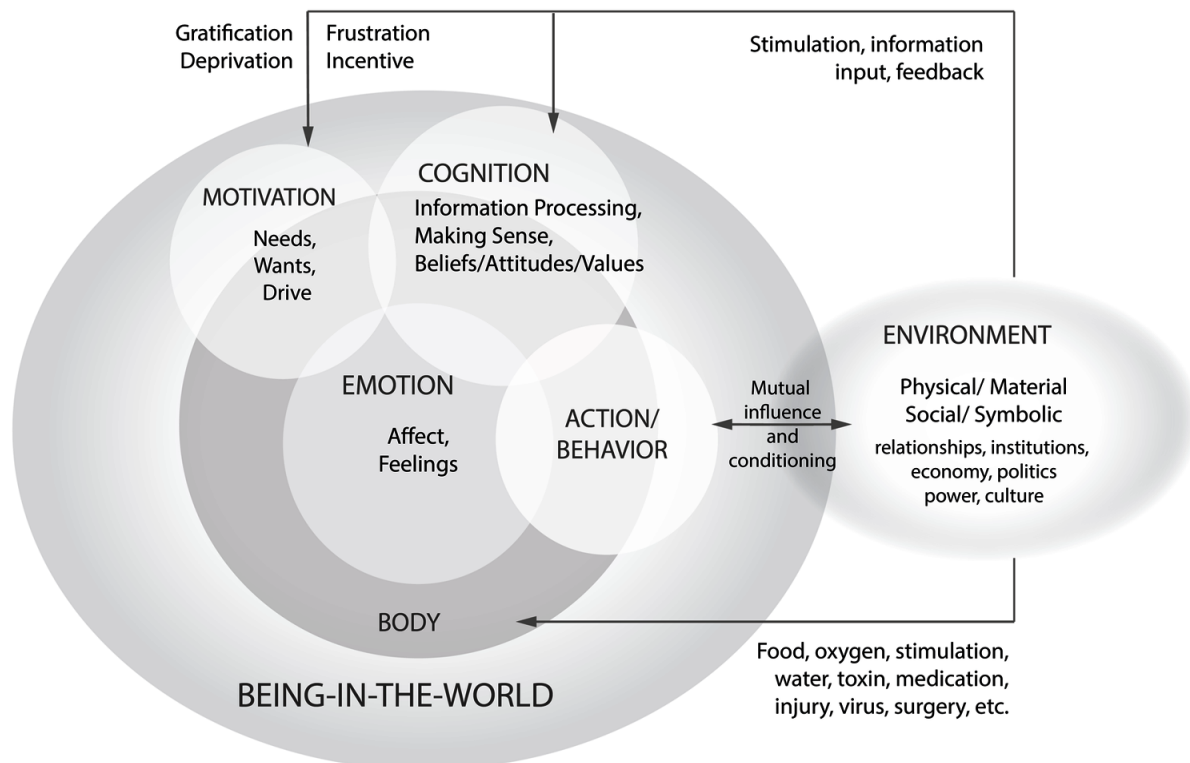 Gratification
Deprivation
Frustration
Incentive
Stimulation, information
input, feedback
MOTIVATION
Needs,
Wants,
Drive
COGNITION
Information Processing,
Making Sense,
Beliefs/Attitudes/Values
EMOTION
Affect,
Feelings
ACTION/
BEHAVIOR
Mutual
influence
and
conditioning
ENVIRONMENT
Physical/ Material
Social/ Symbolic
relationships, institutions,
economy, politics
power, culture
BODY
BEING-IN-THE-WORLD
Food, oxygen, stimulation,
water, toxin, medication,
injury, virus, surgery, etc.